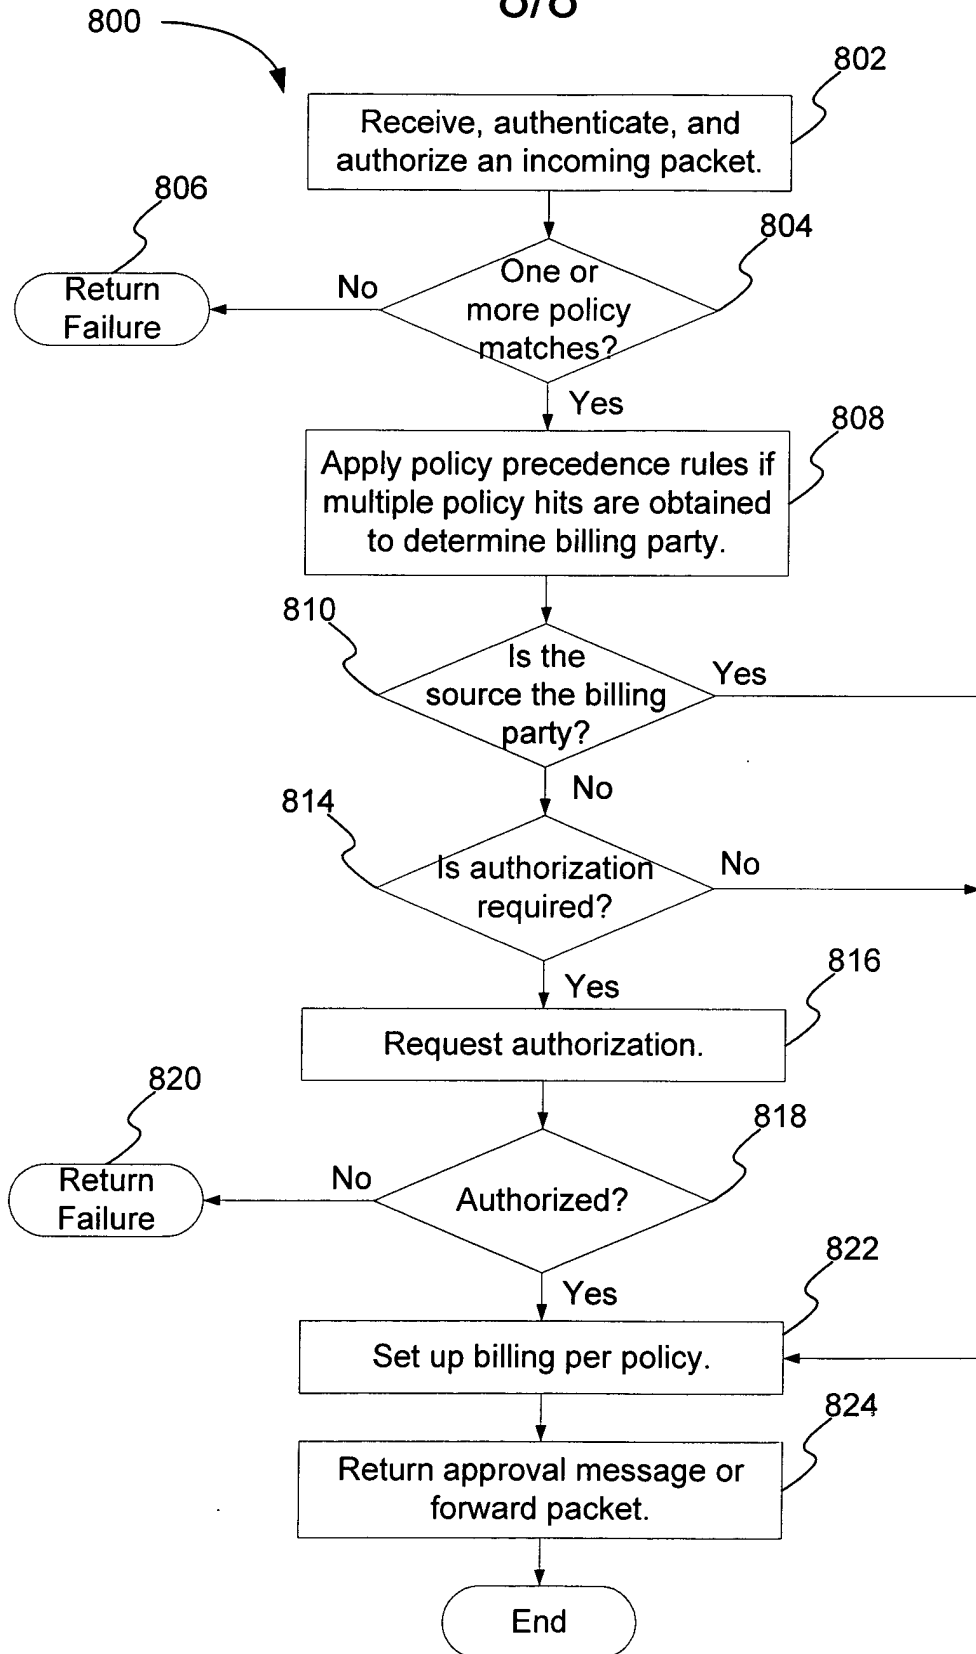 800
802
Receive, authenticate, and
authorize an incoming packet.
806
804
Return
Failure
No
One or
more policy
matches?
Yes
808
Apply policy precedence rules if
multiple policy hits are obtained
to determine billing party.
810
Is the
source the billing
party?
Yes
No
814
Is authorization
required?
No
Yes
816
Request authorization.
820
818
Return
Failure
No
Authorized?
Yes
822
Set up billing per policy.
824
Return approval message or
forward packet.
End